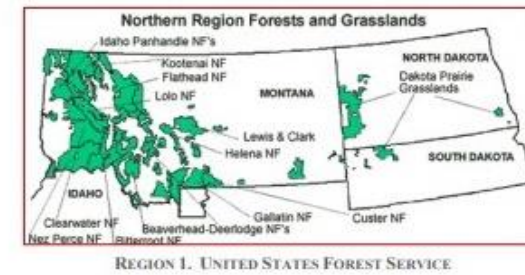 Northern Region Forests and Grasslands
Idaho Panhandle NF's
Kootenai NF
Flathead NF
Lolo NF
MONTANA
NORTH DAKOTA
Dakota Prairie
Grasslands
Lewis & Clark
Helena NF
SOUTH DAKOTA
IDAHO
Clearwater NF
Nez Perce NF
Bitterroot NF
Beaverhead-Deerlodge NF's
Gallatin NF
Custer NF
REGION 1. UNITED STATES FOREST SERVICE